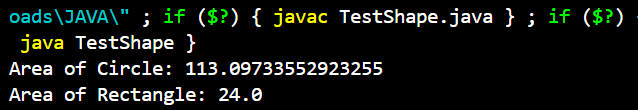 oads\JAVA\" ; if ($?) { javac TestShape.java } ; if ($?) {
java TestShape }
Area of Circle: 113.09733552923255
Area of Rectangle: 24.0